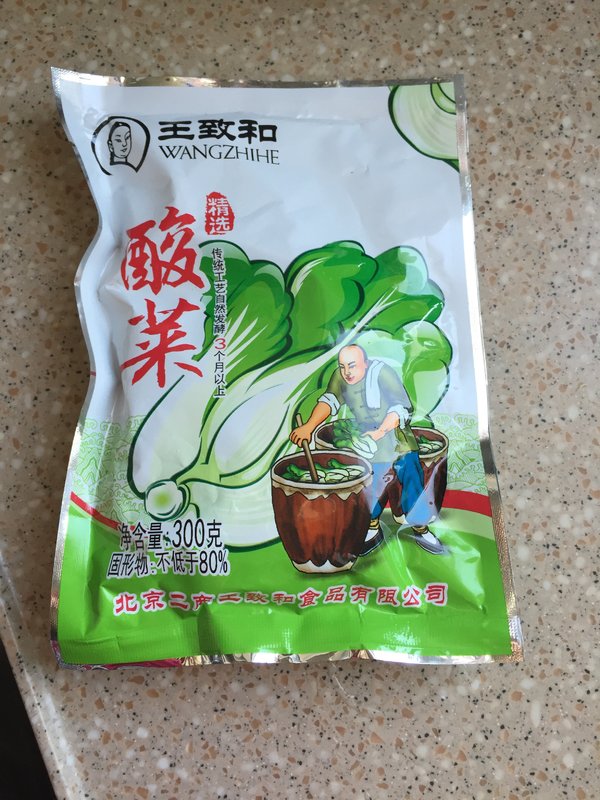 王致和
WANGZHIHE
精选
酸菜
传统工艺自然发酵3个月以上
净含量:300克
固形物:不低于80%
北京二商王致和食品有限公司